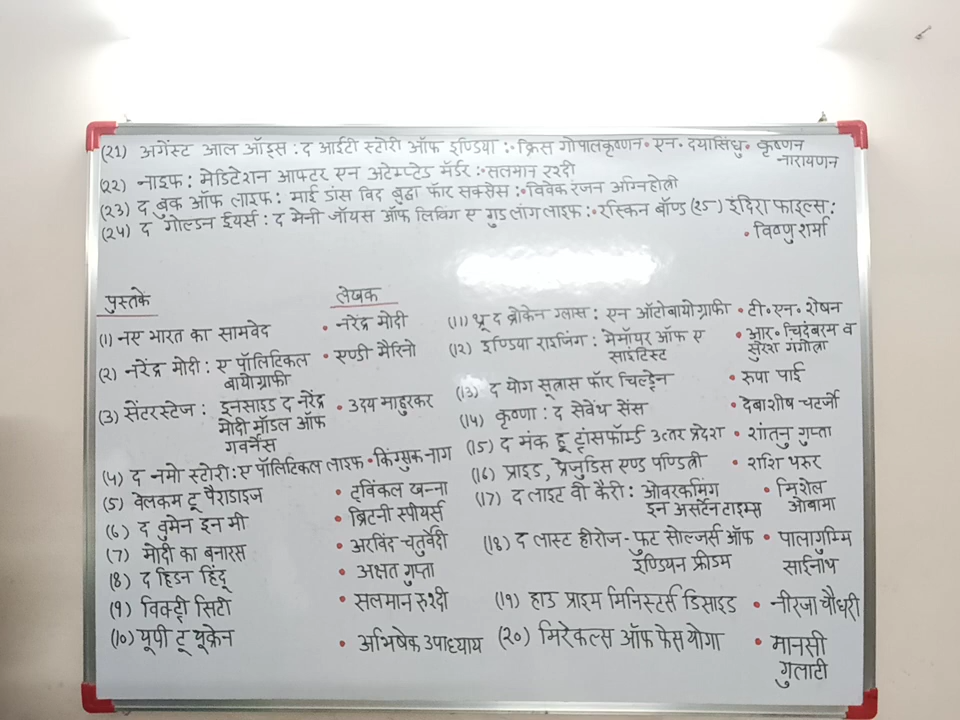 (21) अगेंस्ट आल ऑड्स : द आईटी स्टोरी ऑफ इण्डिया :• क्रिस गोपालकृष्णन • एन • दयासिंधु • कृष्णन
नारायणन
(22) नाइफ : मेडिटेशन आफ्टर एन अटेम्प्टेड मर्डर :• सलमान रश्दी
(23) द बुक ऑफ लाइफ : माई डांस विद बुद्धा फॉर सक्सेस :• विवेक रंजन अग्निहोत्री
(24) द गोल्डन ईयर्स : द मेनी जॉयस ऑफ लिविंग ए गुड लांग लाइफ :• रस्किन बॉण्ड (25) इंदिरा फाइल्स :
• विष्णु शर्मा
पुस्तकें
लेखक
(1) नए भारत का सामवेद • नरेंद्र मोदी
(2) नरेंद्र मोदी : ए पॉलिटिकल • एण्डी मैरिनो
बायोग्राफी
(3) सेंटरस्टेज : इनसाइड द नरेंद्र • उदय माहुरकर
मोदी मॉडल ऑफ
गवर्नेंस
(4) द नमो स्टोरी : ए पॉलिटिकल लाइफ • किंग्सुक नाग
(5) वेलकम टू पैराडाइज • ट्विंकल खन्ना
(6) द वुमेन इन मी • ब्रिटनी स्पीयर्स
(7) मोदी का बनारस • अरविंद चतुर्वेदी
(8) द हिडन हिंदू • अक्षत गुप्ता
(9) विक्ट्री सिटी • सलमान रुश्दी
(10) यूपी टू यूक्रेन • अभिषेक उपाध्याय
(11) थ्रू द ब्रोकेन ग्लास : एन ऑटोबायोग्राफी • टी • एन • शेषन
(12) इण्डिया राइजिंग : मेमॉयर ऑफ ए • आर • चिदंबरम व
साइंटिस्ट सुरेश गंगोत्रा
(13) द योग सूत्रास फॉर चिल्ड्रेन • रुपा पाई
(14) कृष्णा : द सेवेंथ सेंस • देबाशीष चटर्जी
(15) द मंक हू ट्रांसफॉर्म्ड उत्तर प्रदेश • शांतनु गुप्ता
(16) प्राइड, प्रेजुडिस एण्ड पण्डित्री • शशि थरुर
(17) द लाइट वी कैरी : ओवरकमिंग • मिशेल
इन असर्टेन टाइम्स ओबामा
(18) द लास्ट हीरोज - फुट सोल्जर्स ऑफ • पालागुम्मि
इण्डियन फ्रीडम साईनाथ
(19) हाउ प्राइम मिनिस्टर्स डिसाइड • नीरजा चौधरी
(20) मिरेकल्स ऑफ फेस योगा • मानसी
गुलाटी